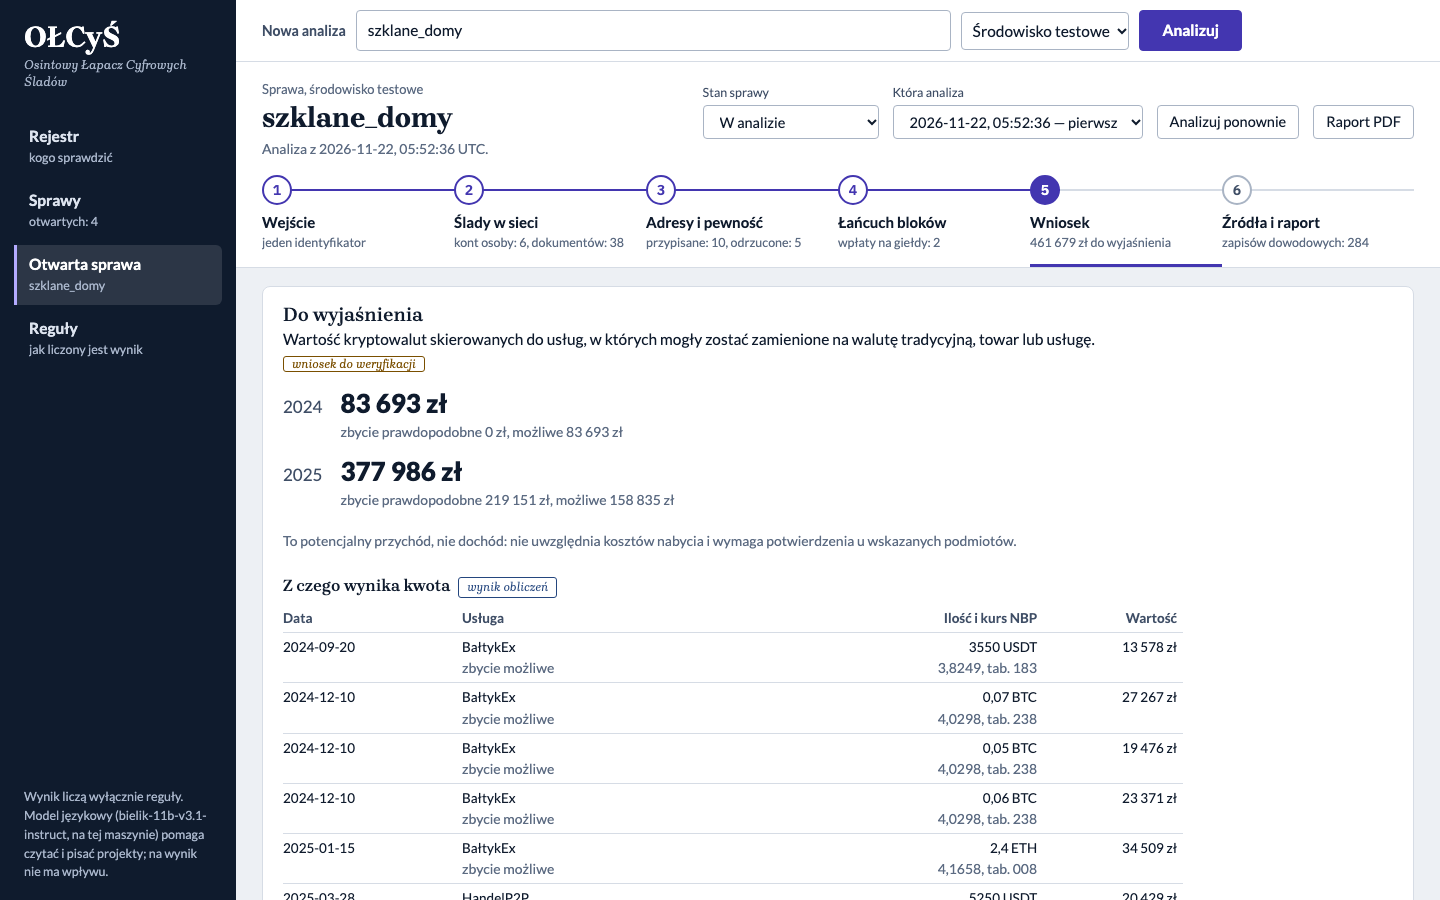 OŁCyŚ
Osintowy Łapacz Cyfrowych
Śladów
Rejestr
kogo sprawdzić
Sprawy
otwartych: 4
Otwarta sprawa
szklane_domy
Reguły
jak liczony jest wynik
Wynik liczą wyłącznie reguły.
Model językowy (bielik-11b-v3.1-
instruct, na tej maszynie) pomaga
czytać i pisać projekty; na wynik
nie ma wpływu.
Nowa analiza szklane_domy Środowisko testowe Analizuj
Sprawa, środowisko testowe
szklane_domy
Analiza z 2026-11-22, 05:52:36 UTC.
Stan sprawy
W analizie
Która analiza
2026-11-22, 05:52:36 — pierwsz
Analizuj ponownie
Raport PDF
1
Wejście
jeden identyfikator
2
Ślady w sieci
kont osoby: 6, dokumentów: 38
3
Adresy i pewność
przypisane: 10, odrzucone: 5
4
Łańcuch bloków
wpłaty na giełdy: 2
5
Wniosek
461 679 zł do wyjaśnienia
6
Źródła i raport
zapisów dowodowych: 284
Do wyjaśnienia
Wartość kryptowalut skierowanych do usług, w których mogły zostać zamienione na walutę tradycyjną, towar lub usługę.
wniosek do weryfikacji
2024 83 693 zł
zbycie prawdopodobne 0 zł, możliwe 83 693 zł
2025 377 986 zł
zbycie prawdopodobne 219 151 zł, możliwe 158 835 zł
To potencjalny przychód, nie dochód: nie uwzględnia kosztów nabycia i wymaga potwierdzenia u wskazanych podmiotów.
Z czego wynika kwota wynik obliczeń
Data Usługa Ilość i kurs NBP Wartość
2024-09-20 BałtykEx 3550 USDT 13 578 zł
zbycie możliwe 3,8249, tab. 183
2024-12-10 BałtykEx 0,07 BTC 27 267 zł
zbycie możliwe 4,0298, tab. 238
2024-12-10 BałtykEx 0,05 BTC 19 476 zł
zbycie możliwe 4,0298, tab. 238
2024-12-10 BałtykEx 0,06 BTC 23 371 zł
zbycie możliwe 4,0298, tab. 238
2025-01-15 BałtykEx 2,4 ETH 34 509 zł
zbycie możliwe 4,1658, tab. 008
2025-03-28 HandelP2P 5250 USDT 20 429 zł